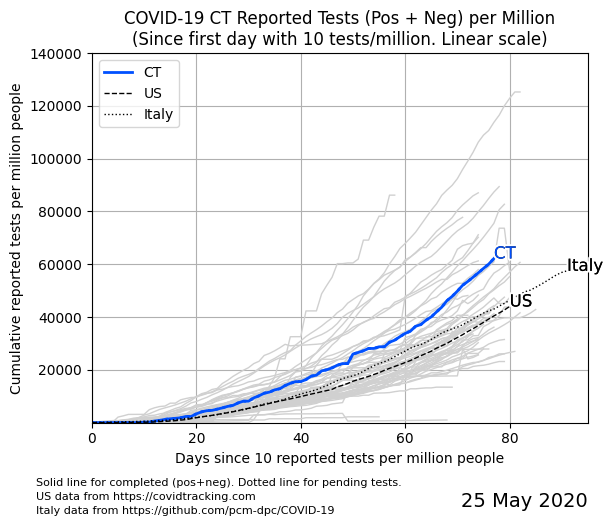 COVID-19 CT Reported Tests (Pos + Neg) per Million
(Since first day with 10 tests/million. Linear scale)
Cumulative reported tests per million people
140000
120000
100000
80000
60000
40000
20000
CT
US
Italy
CT
Italy
US
0
20
40
60
80
Days since 10 reported tests per million people
Solid line for completed (pos+neg). Dotted line for pending tests.
US data from https://covidtracking.com
Italy data from https://github.com/pcm-dpc/COVID-19
25 May 2020